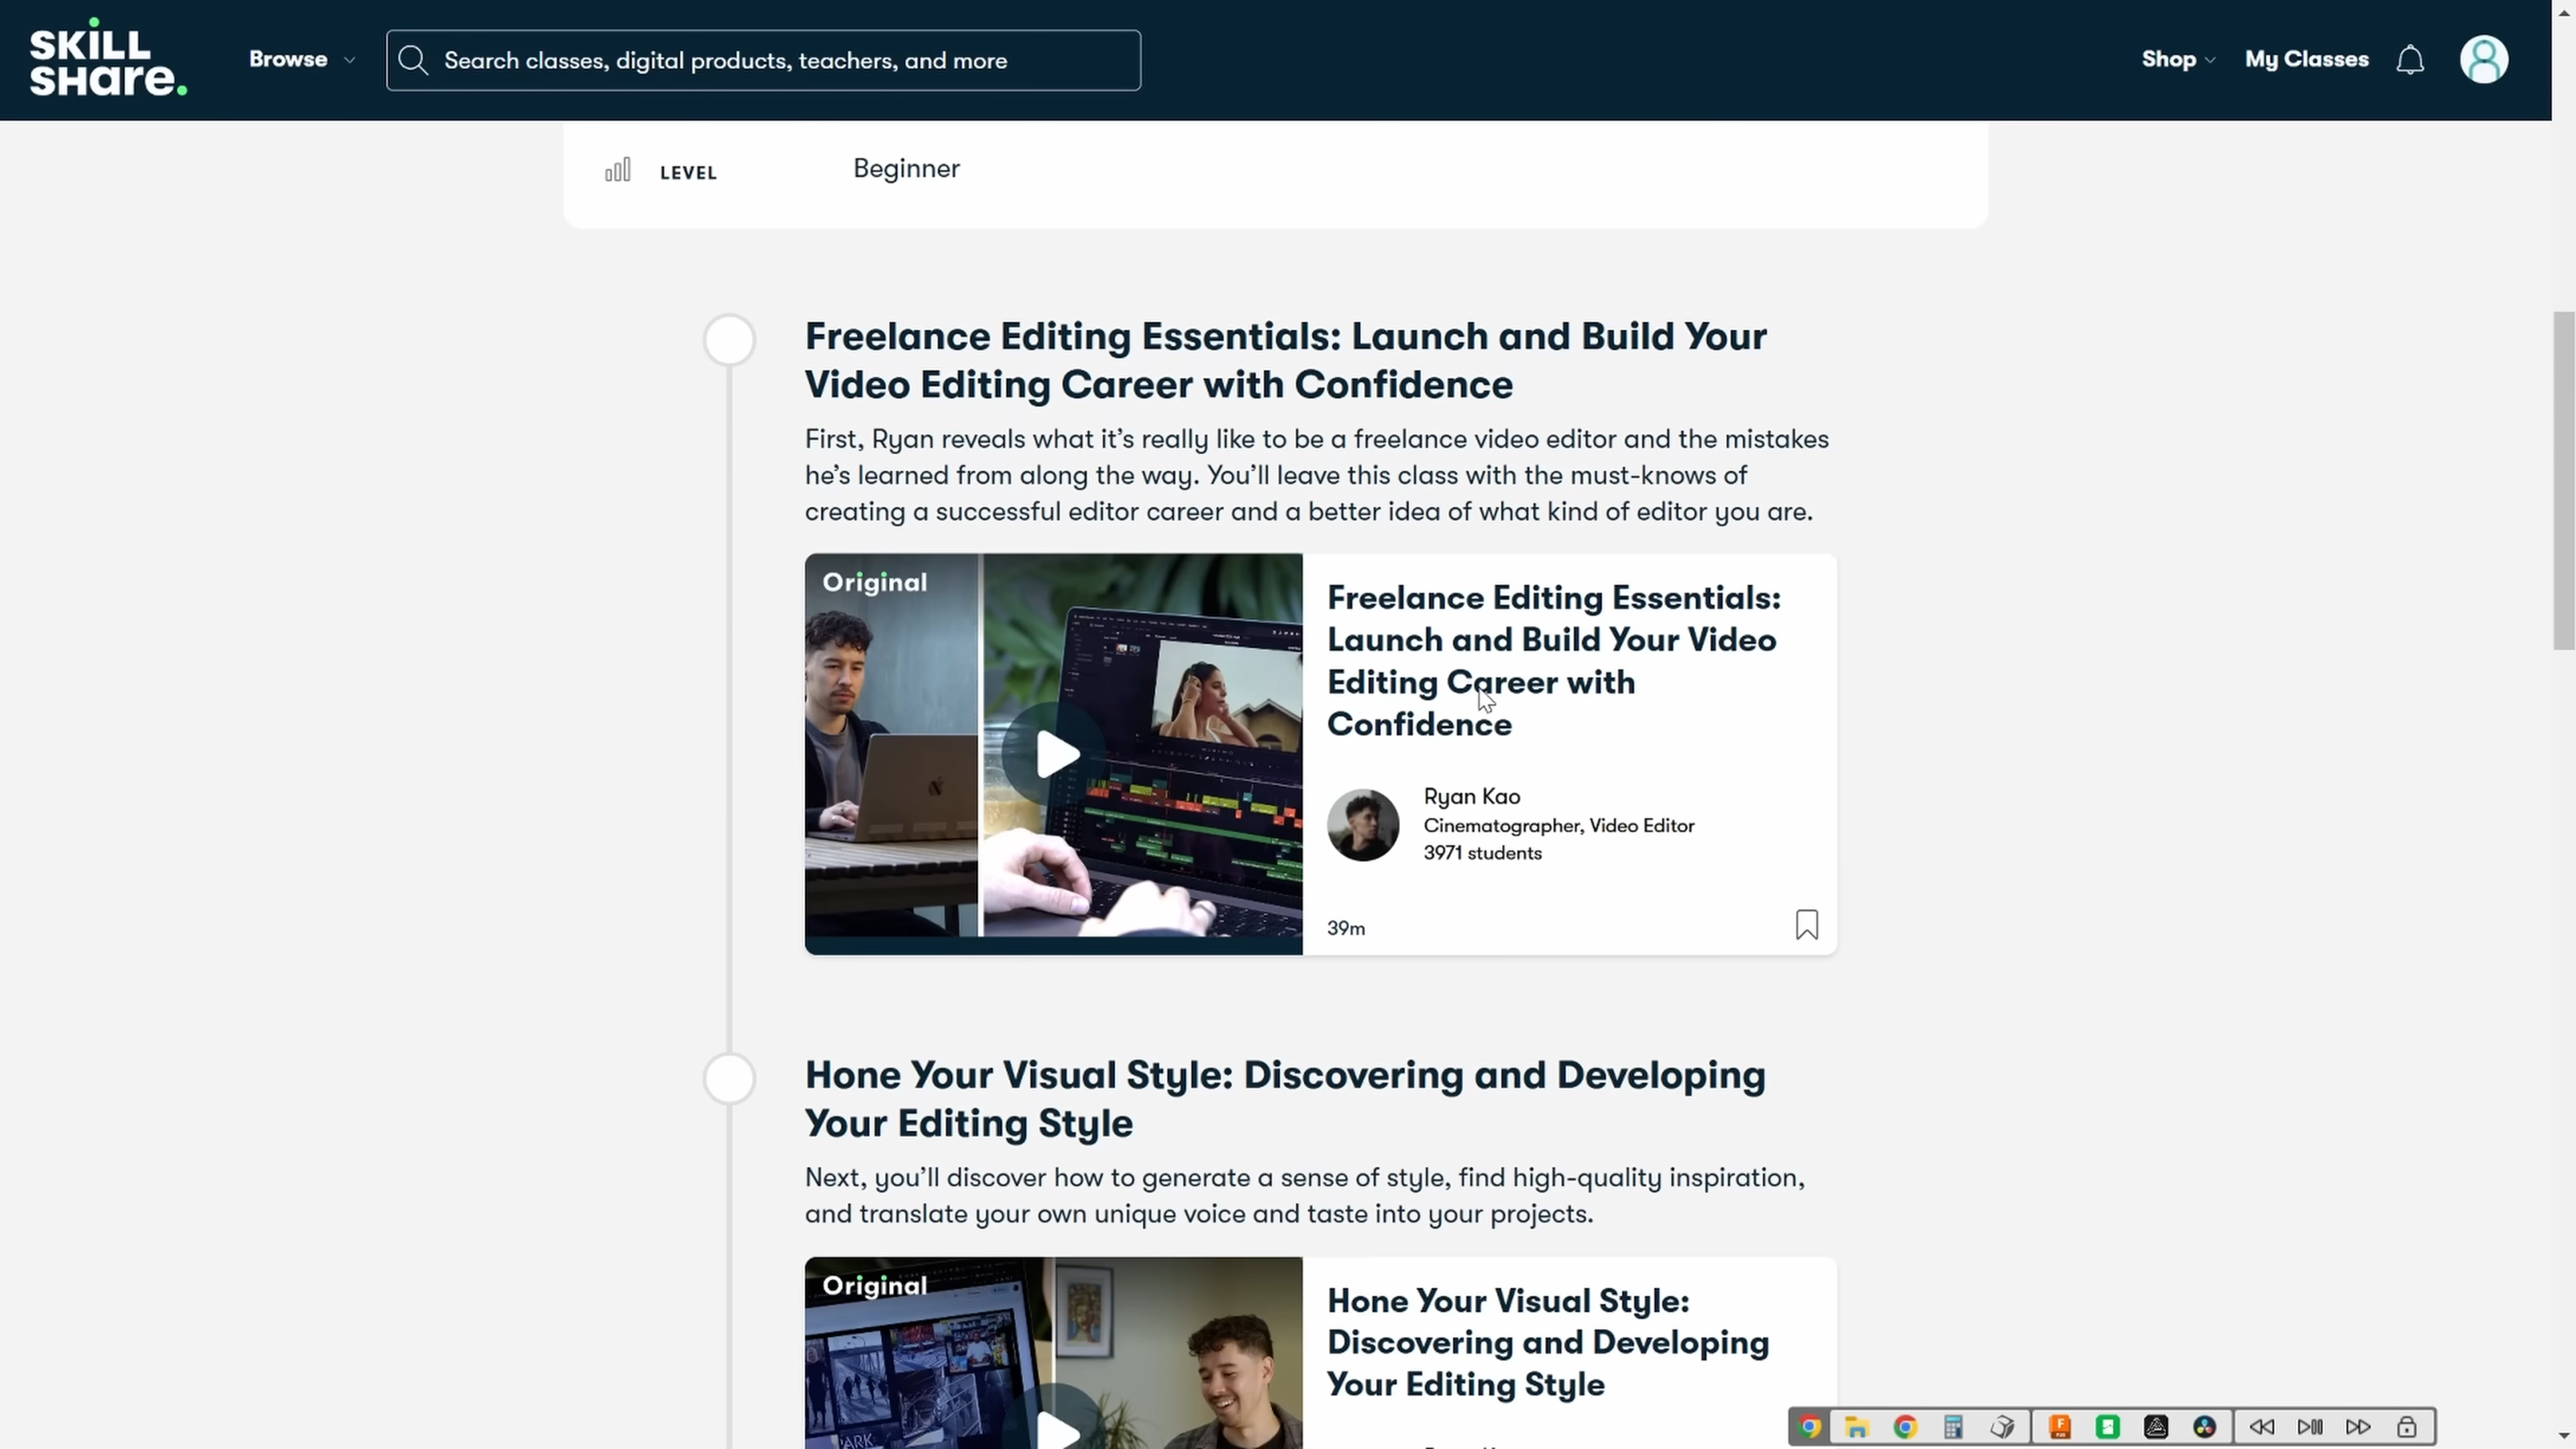 SKILL
SHare.
Browse
Search classes, digital products, teachers, and more
Shop
My Classes
LEVEL
Beginner
Freelance Editing Essentials: Launch and Build Your
Video Editing Career with Confidence
First, Ryan reveals what it’s really like to be a freelance video editor and the mistakes
he’s learned from along the way. You’ll leave this class with the must-knows of
creating a successful editor career and a better idea of what kind of editor you are.
Original
Freelance Editing Essentials:
Launch and Build Your Video
Editing Career with
Confidence
Ryan Kao
Cinematographer, Video Editor
3971 students
39m
Hone Your Visual Style: Discovering and Developing
Your Editing Style
Next, you’ll discover how to generate a sense of style, find high-quality inspiration,
and translate your own unique voice and taste into your projects.
Original
Hone Your Visual Style:
Discovering and Developing
Your Editing Style